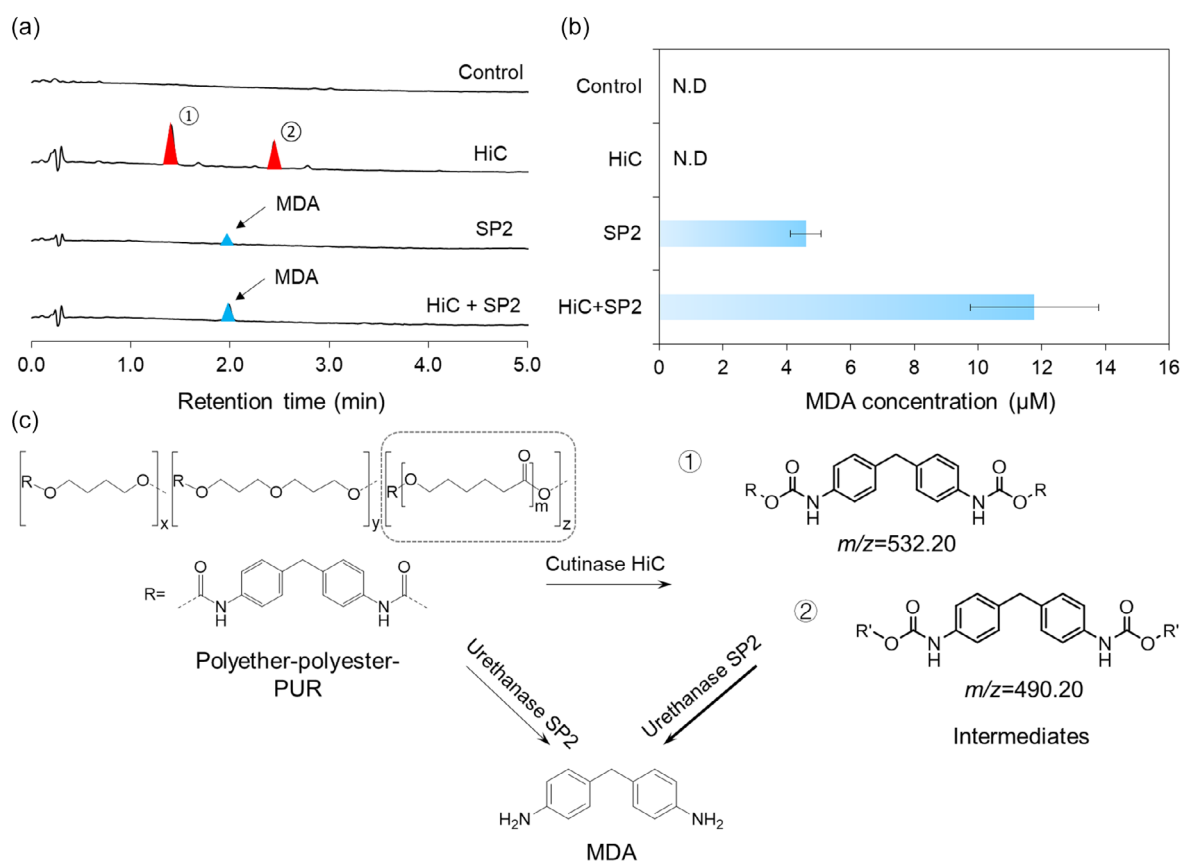 (a)
Control
①
②
HiC
MDA
SP2
MDA
HiC + SP2
0.0 1.0 2.0 3.0 4.0 5.0
Retention time (min)
(b)
Control N.D
HiC N.D
SP2
HiC+SP2
0 2 4 6 8 10 12 14 16
MDA concentration (µM)
(c)
R O O x
R O O O y
R O O m O z
R= O N H N H O
Polyether-polyester-
PUR
Cutinase HiC
①
R O O N H N H O O R
m/z=532.20
②
R' O O N H N H O O R'
m/z=490.20
Intermediates
Urethanase SP2
Urethanase SP2
H2N NH2
MDA